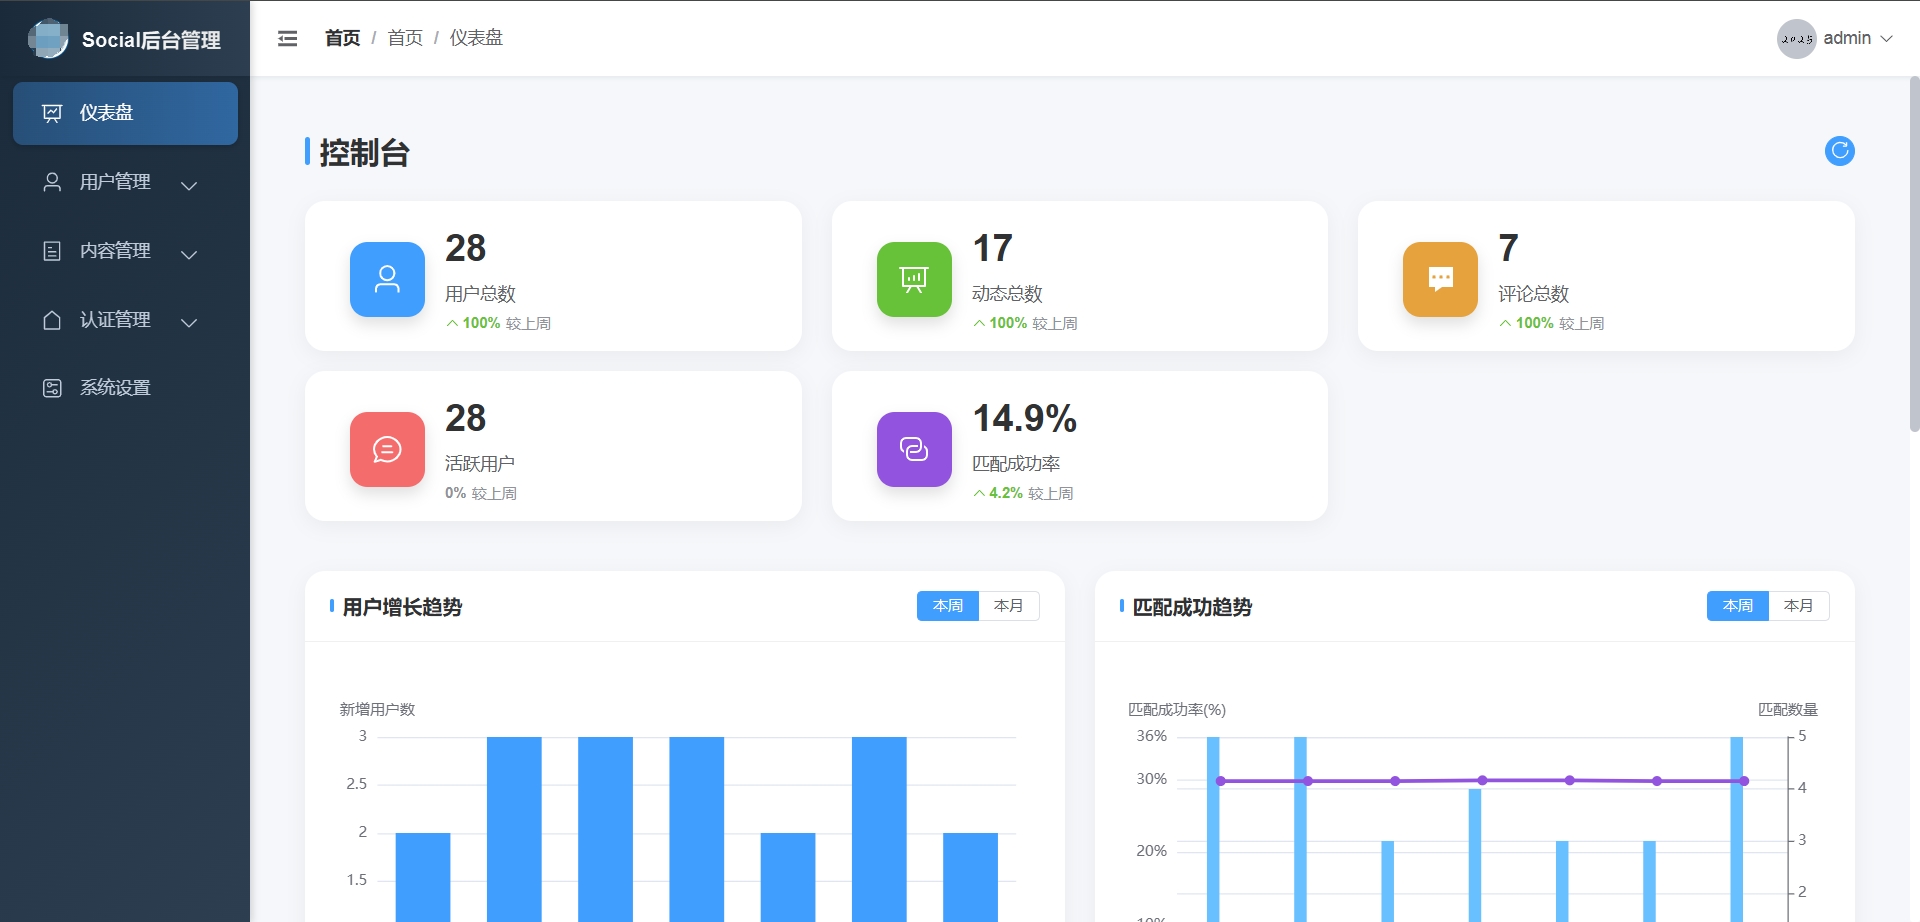 Social后台管理
首页 / 首页 / 仪表盘
2025
admin
仪表盘
用户管理
内容管理
认证管理
系统设置
控制台
28
用户总数
100% 较上周
17
动态总数
100% 较上周
7
评论总数
100% 较上周
28
活跃用户
0% 较上周
14.9%
匹配成功率
4.2% 较上周
用户增长趋势
本周 本月
新增用户数
3
2.5
2
1.5
匹配成功趋势
本周 本月
匹配成功率(%)
匹配数量
36%
30%
20%
10%
5
4
3
2